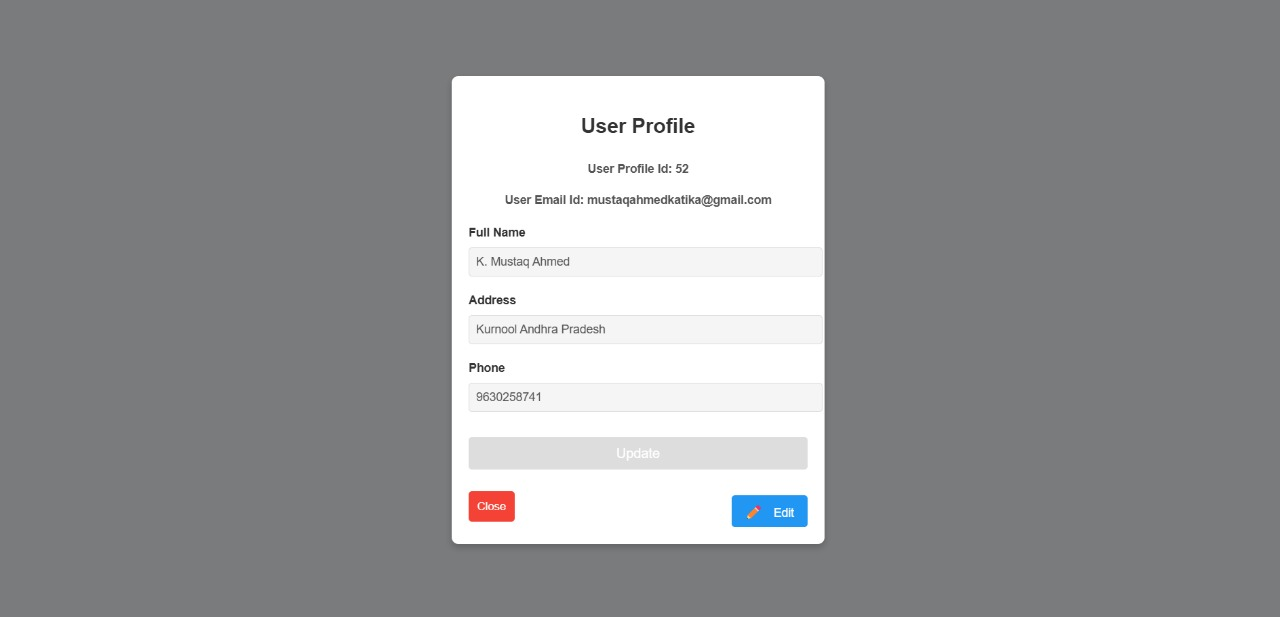 User Profile
User Profile Id: 52
User Email Id: mustaqahmedkatika@gmail.com
Full Name
K. Mustaq Ahmed
Address
Kurnool Andhra Pradesh
Phone
9630258741
Update
Close
Edit